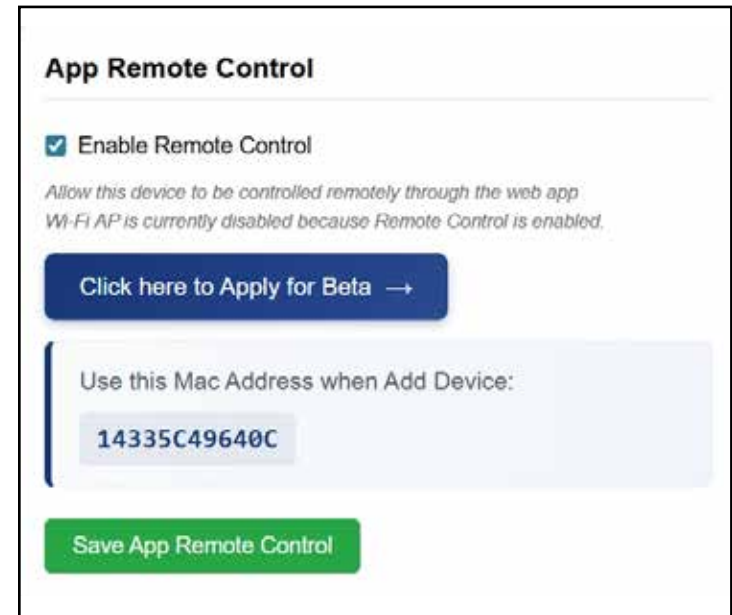 App Remote Control
Enable Remote Control
Allow this device to be controlled remotely through the web app
Wi-Fi AP is currently disabled because Remote Control is enabled.
Click here to Apply for Beta →
Use this Mac Address when Add Device:
14335C49640C
Save App Remote Control